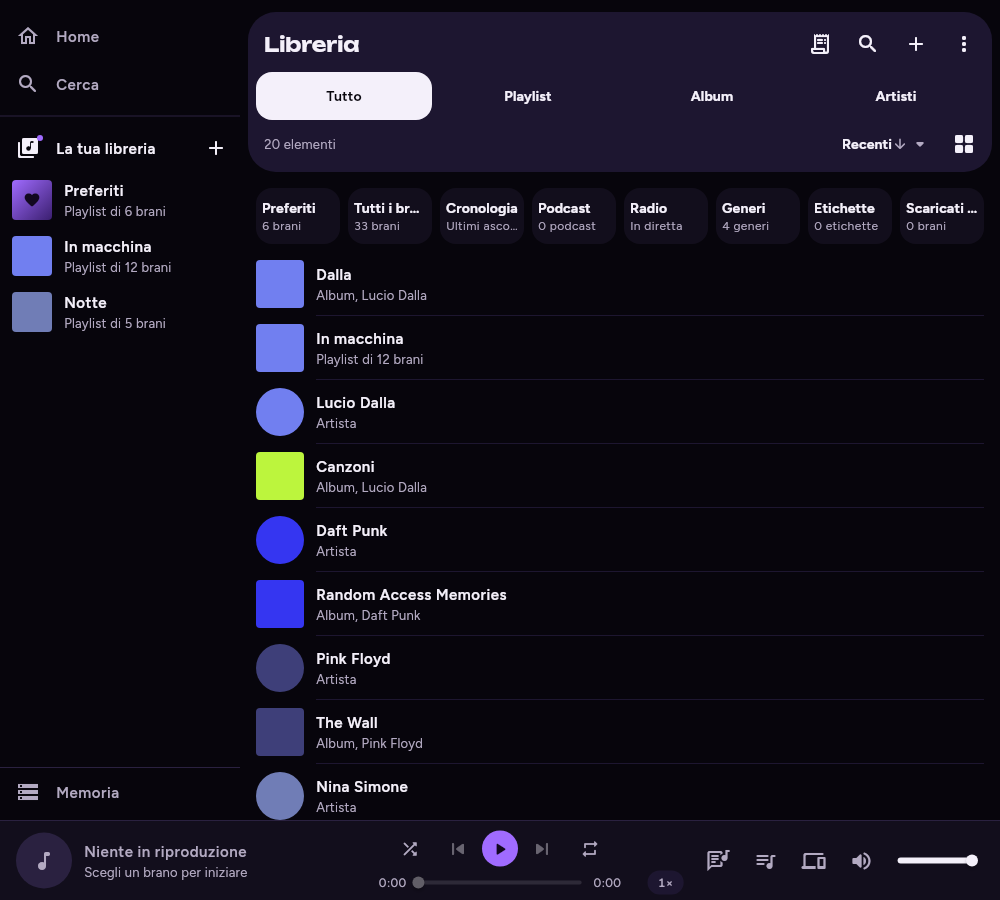 Home
Cerca
La tua libreria
Preferiti
Playlist di 6 brani
In macchina
Playlist di 12 brani
Notte
Playlist di 5 brani
Memoria
Libreria
Tutto
Playlist
Album
Artisti
20 elementi
Recenti
Preferiti
6 brani
Tutti i br...
33 brani
Cronologia
Ultimi asco...
Podcast
0 podcast
Radio
In diretta
Generi
4 generi
Etichette
0 etichette
Scaricati ...
0 brani
Dalla
Album, Lucio Dalla
In macchina
Playlist di 12 brani
Lucio Dalla
Artista
Canzoni
Album, Lucio Dalla
Daft Punk
Artista
Random Access Memories
Album, Daft Punk
Pink Floyd
Artista
The Wall
Album, Pink Floyd
Nina Simone
Artista
Niente in riproduzione
Scegli un brano per iniziare
0:00
0:00
1×